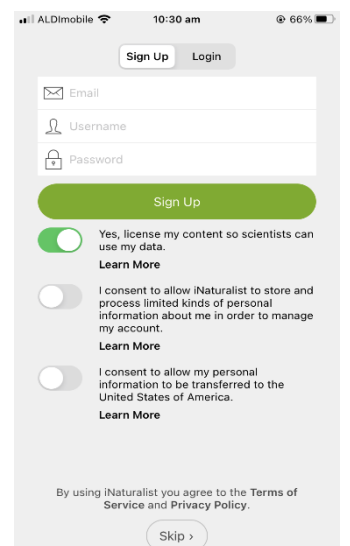 ALDImobile 10:30 am 66%
Sign Up Login
Email
Username
Password
Sign Up
Yes, license my content so scientists can
use my data.
Learn More
I consent to allow iNaturalist to store and
process limited kinds of personal
information about me in order to manage
my account.
Learn More
I consent to allow my personal
information to be transferred to the
United States of America.
Learn More
By using iNaturalist you agree to the Terms of
Service and Privacy Policy.
Skip ›